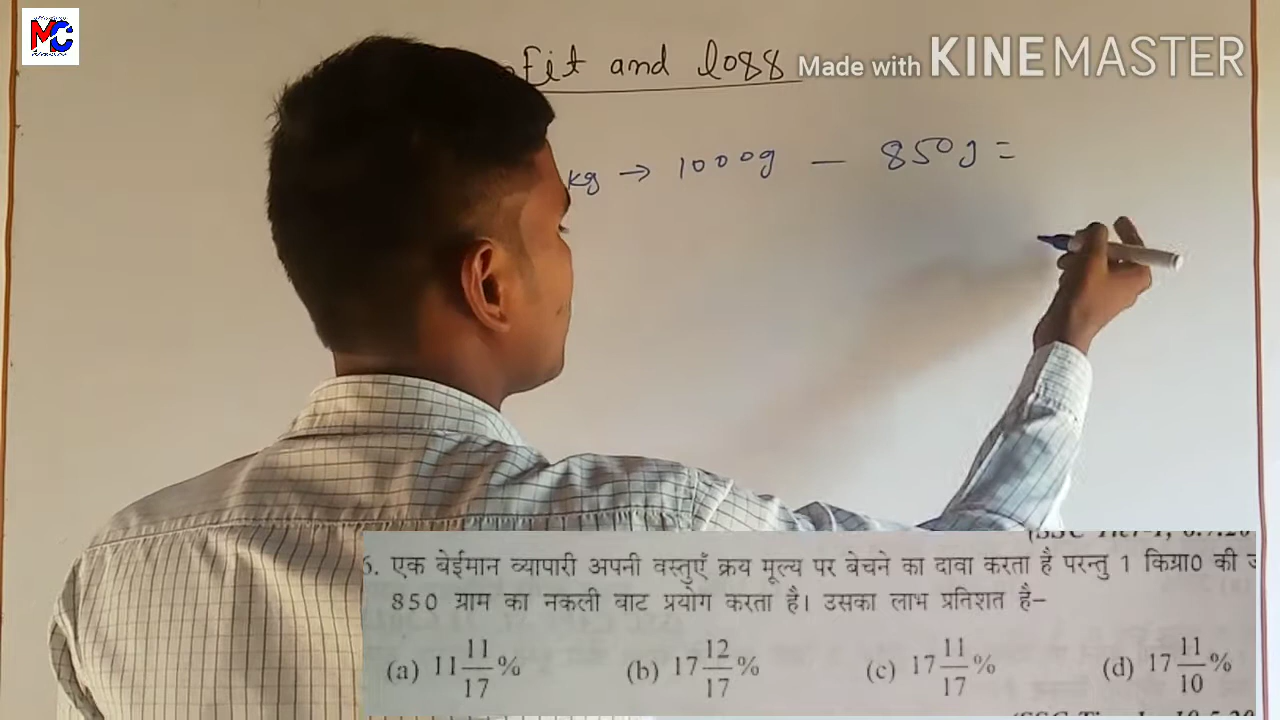 MC
Made with KINEMASTER
ofit and loss
kg → 1000g — 850g =
6. एक बेईमान व्यापारी अपनी वस्तुएँ क्रय मूल्य पर बेचने का दावा करता है परन्तु 1 किग्रा0 की
850 ग्राम का नकली बाट प्रयोग करता है। उसका लाभ प्रतिशत है–
(a) 11 11/17 % (b) 17 12/17 % (c) 17 11/17 % (d) 17 11/10 %